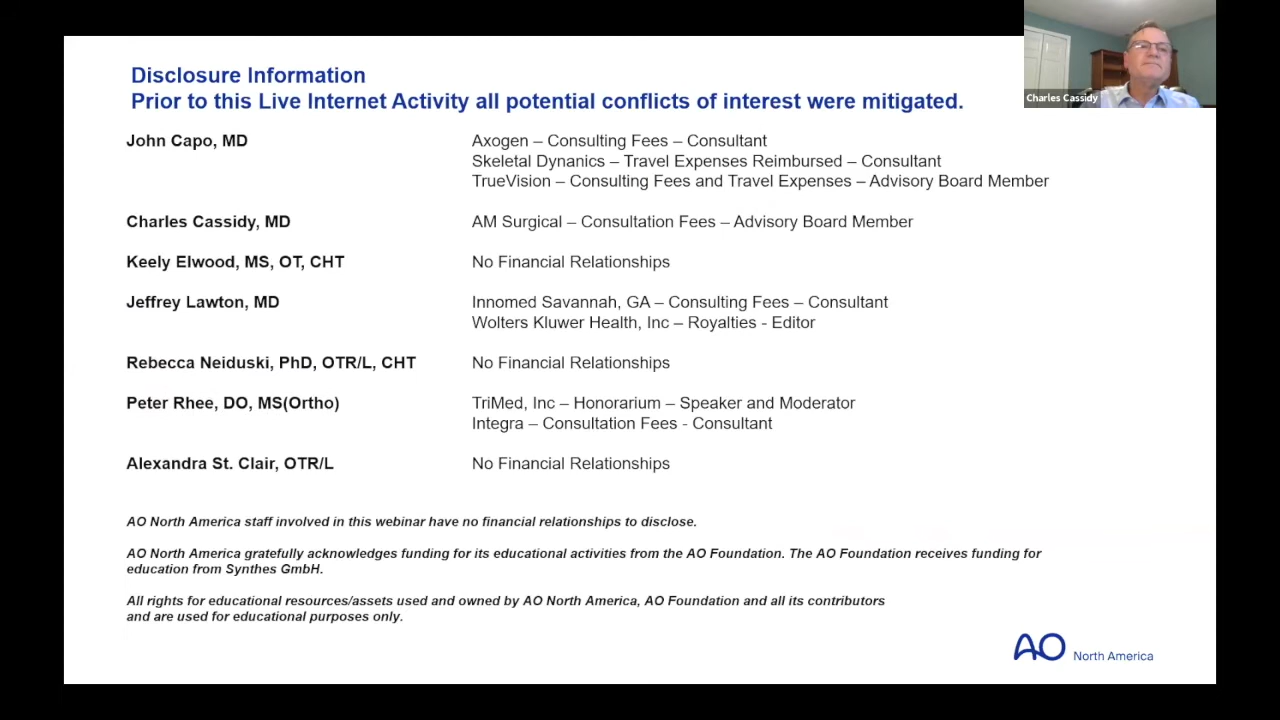 Disclosure Information
Prior to this Live Internet Activity all potential conflicts of interest were mitigated.
Charles Cassidy
John Capo, MD
Axogen – Consulting Fees – Consultant
Skeletal Dynamics – Travel Expenses Reimbursed – Consultant
TrueVision – Consulting Fees and Travel Expenses – Advisory Board Member
Charles Cassidy, MD
AM Surgical – Consultation Fees – Advisory Board Member
Keely Elwood, MS, OT, CHT
No Financial Relationships
Jeffrey Lawton, MD
Innomed Savannah, GA – Consulting Fees – Consultant
Wolters Kluwer Health, Inc – Royalties - Editor
Rebecca Neiduski, PhD, OTR/L, CHT
No Financial Relationships
Peter Rhee, DO, MS(Ortho)
TriMed, Inc – Honorarium – Speaker and Moderator
Integra – Consultation Fees - Consultant
Alexandra St. Clair, OTR/L
No Financial Relationships
AO North America staff involved in this webinar have no financial relationships to disclose.
AO North America gratefully acknowledges funding for its educational activities from the AO Foundation. The AO Foundation receives funding for
education from Synthes GmbH.
All rights for educational resources/assets used and owned by AO North America, AO Foundation and all its contributors
and are used for educational purposes only.
AO North America